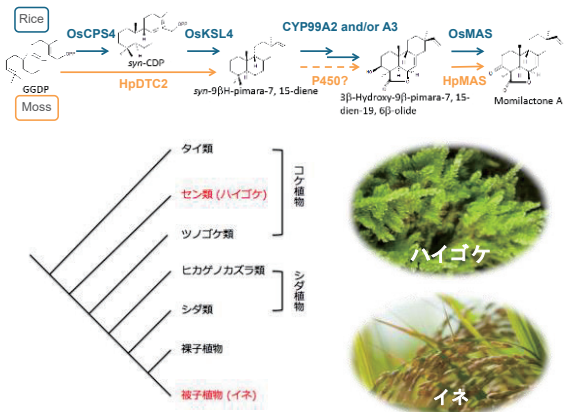 Rice
OsCPS4
OsKSL4
CYP99A2 and/or A3
OsMAS
OPP
OPP
syn-CDP
GGDP
HpDTC2
P450?
HpMAS
Moss
syn-9βH-pimara-7, 15-diene
3β-Hydroxy-9β-pimara-7, 15-
dien-19, 6β-olide
Momilactone A
タイ類
セン類 (ハイゴケ)
ツノゴケ類
コケ植物
ヒカゲノカズラ類
シダ類
シダ植物
裸子植物
被子植物 (イネ)
ハイゴケ
イネ